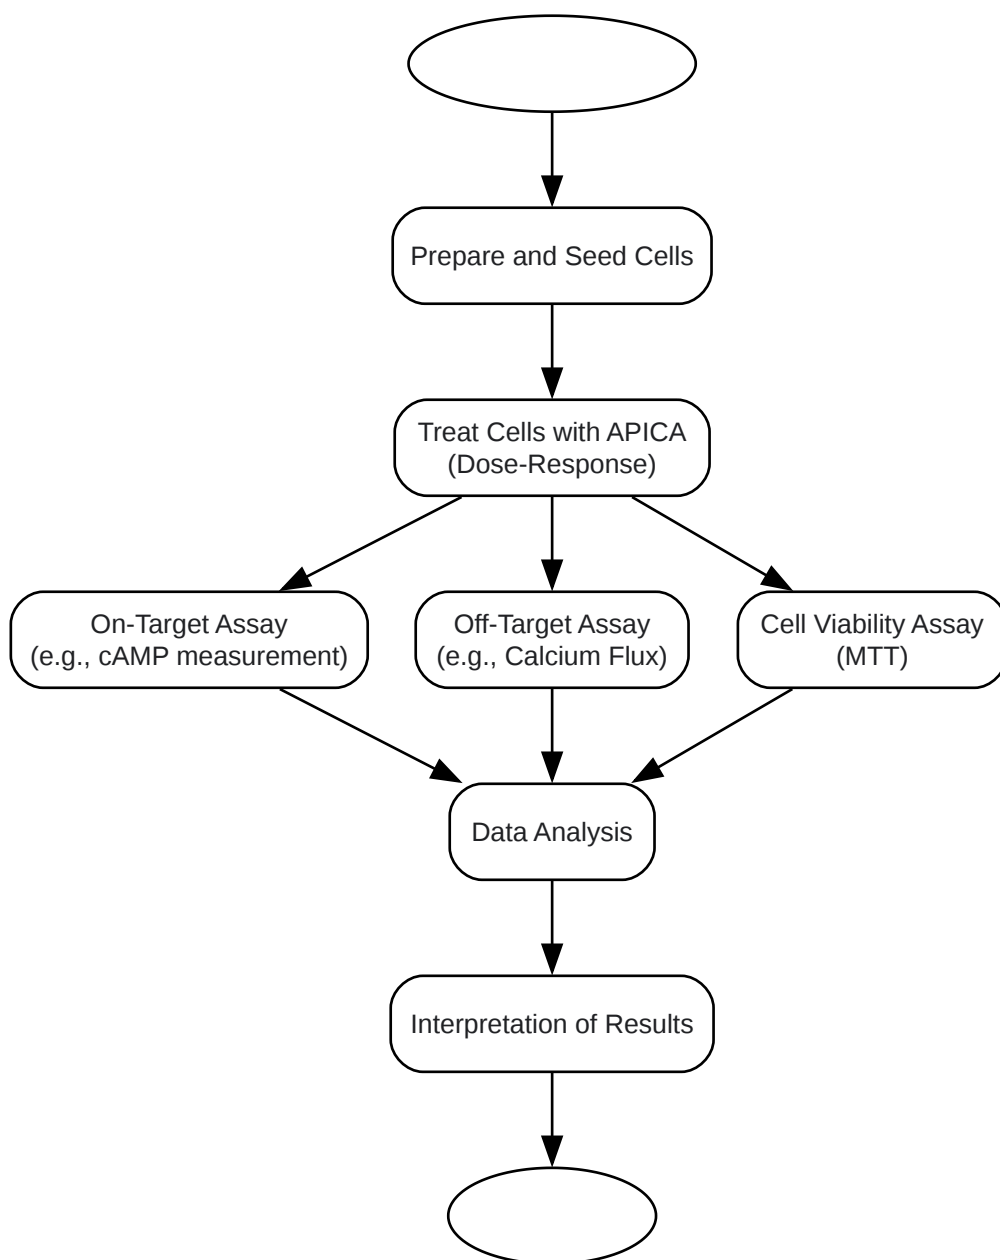 Prepare and Seed Cells
Treat Cells with APICA
(Dose-Response)
On-Target Assay
(e.g., cAMP measurement)
Off-Target Assay
(e.g., Calcium Flux)
Cell Viability Assay
(MTT)
Data Analysis
Interpretation of Results